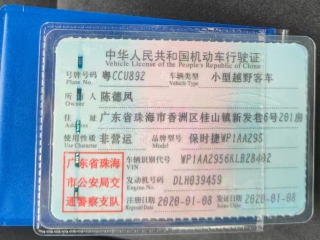 中华人民共和国机动车行驶证
Vehicle License of the People's Republic of China
号牌号码 粤CCU892 车辆类型 小型越野客车
Plate No. Vehicle Type
所有人 陈德凤
Owner
住址 广东省珠海市香洲区桂山镇新发巷6号201房
Address
使用性质 非营运 品牌型号 保时捷WP1AA295
Use Character Model
广东省珠海
市公安局交
通警察支队
车辆识别代号 WP1AA2956KLB28402
VIN
发动机号码 DLH039459
Engine No.
注册日期 2020-01-08 发证日期 2020-01-08
Register Date Issue Date